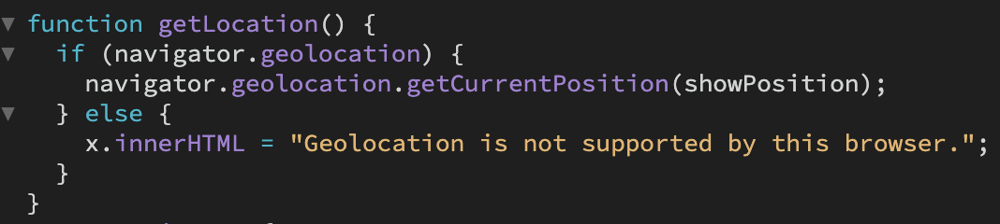 function getLocation() {
if (navigator.geolocation) {
navigator.geolocation.getCurrentPosition(showPosition);
} else {
x.innerHTML = "Geolocation is not supported by this browser.";
}
}